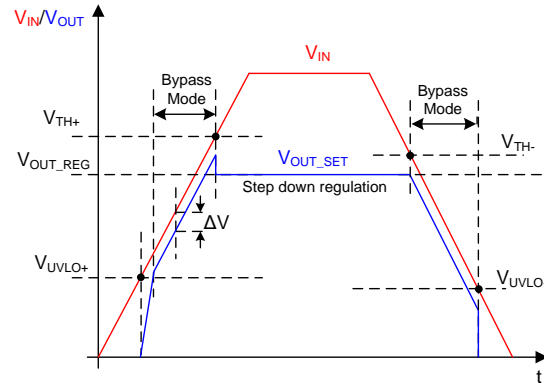 VIN/VOUT
VIN
Bypass
Mode
Bypass
Mode
VTH+
VTH-
VOUT_REG
VOUT_SET
Step down regulation
ΔV
VUVLO+
VUVLO-
t